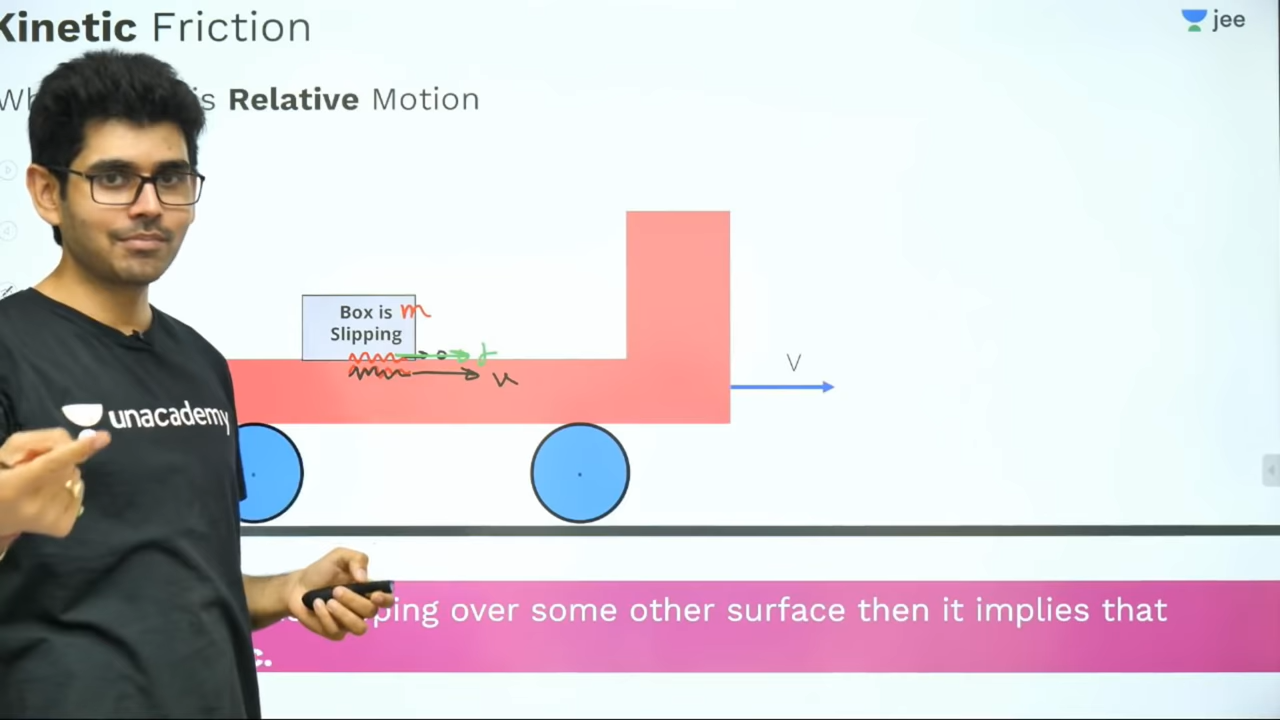 Kinetic Friction
jee
is Relative Motion
Box is m
Slipping
f
v
V
unacademy
ping over some other surface then it implies that
c.